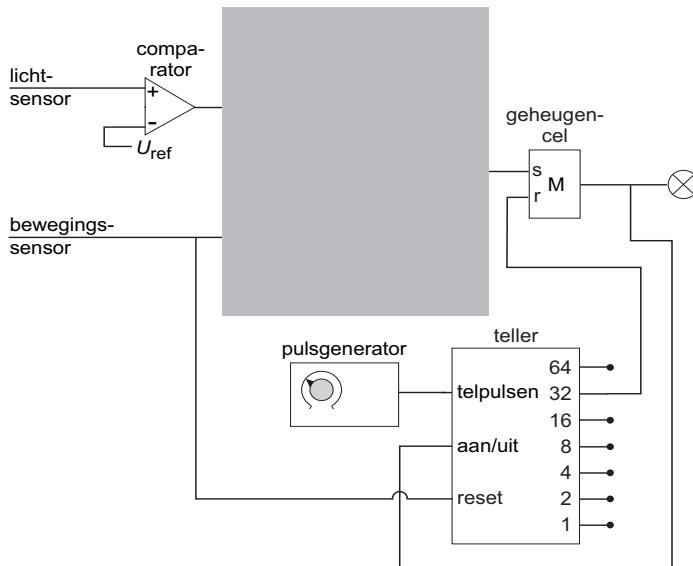 compa-
rator
licht-
sensor
+
-
Uref
geheugen-
cel
s
M
r
bewegings-
sensor
teller
pulsgenerator
64
telpulsen
32
16
aan/uit
8
4
reset
2
1